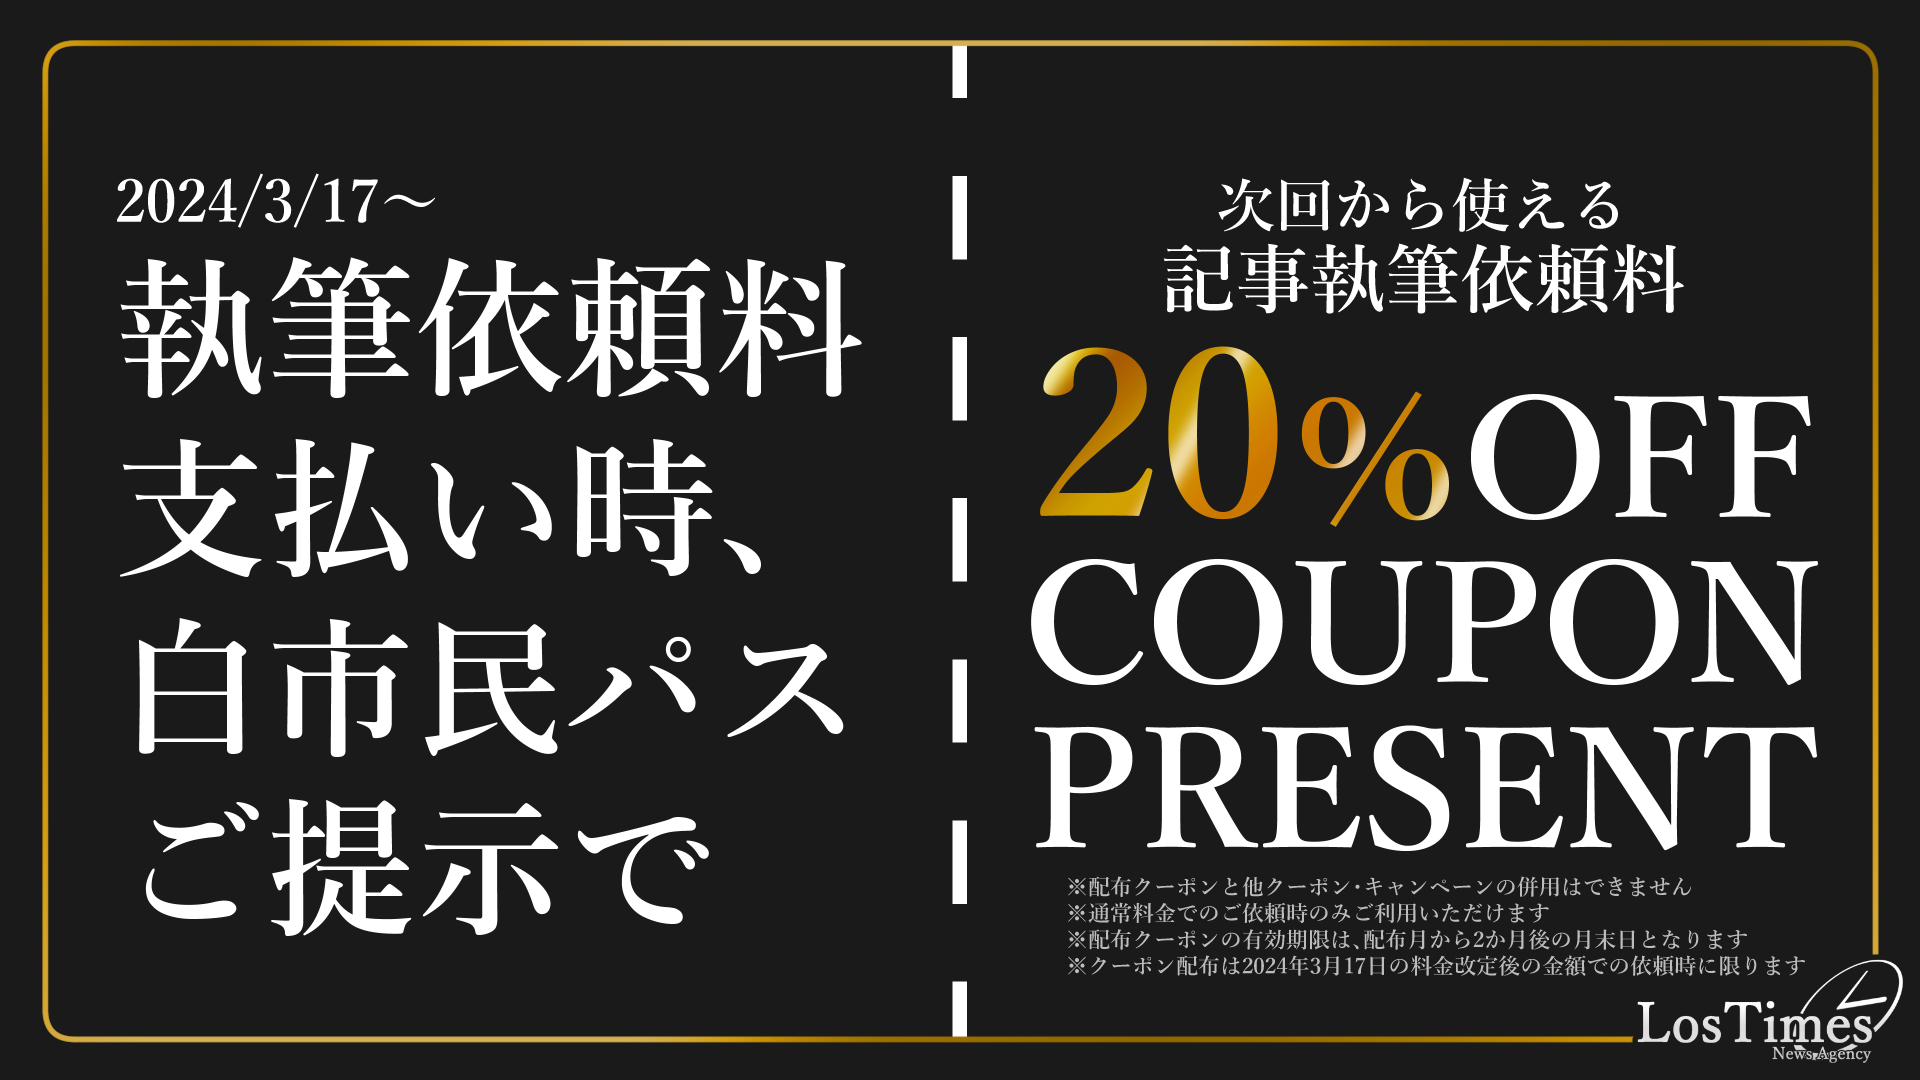 2024/3/17～
執筆依頼料
支払い時、
白市民パス
ご提示で
次回から使える
記事執筆依頼料
20%OFF
COUPON
PRESENT
※配布クーポンと他クーポン・キャンペーンの併用はできません
※通常料金でのご依頼時のみご利用いただけます
※配布クーポンの有効期限は、配布月から2か月後の月末日となります
※クーポン配布は2024年3月17日の料金改定後の金額での依頼時に限ります
LosTimes
News Agency